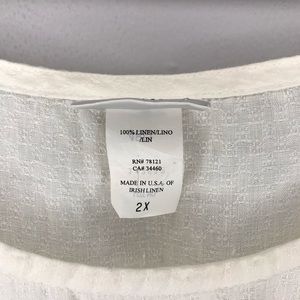 100% LINEN/LINO
/LIN
RN# 78121
CA# 34460
MADE IN U.S.A. OF
IRISH LINEN
2X